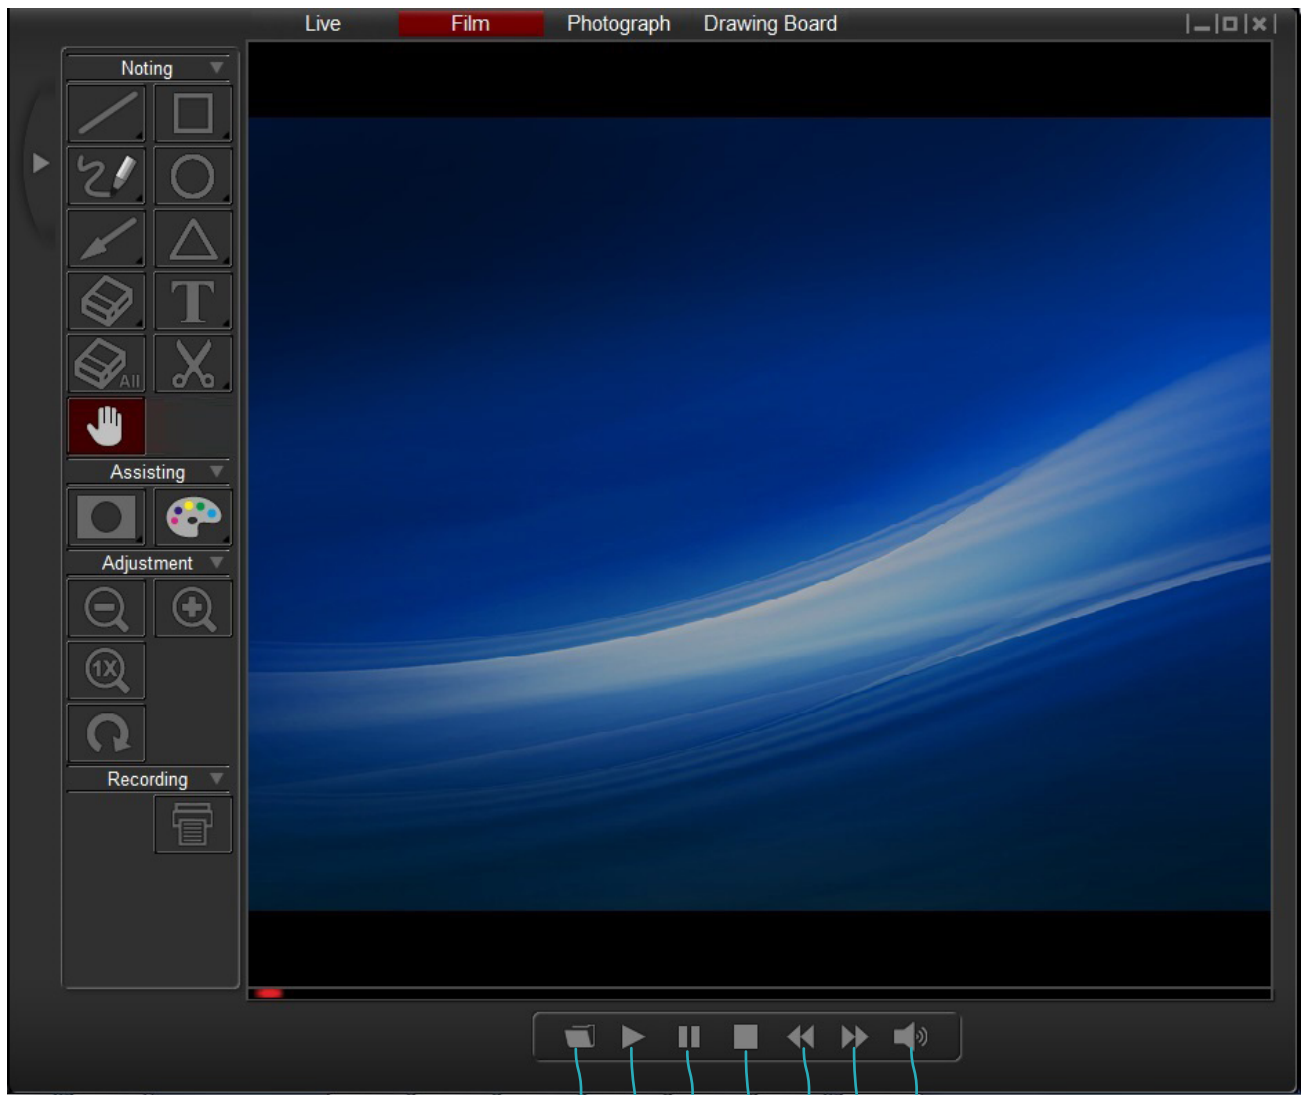 Live Film Photograph Drawing Board
Noting
T
All
Assisting
Adjustment
1X
Recording